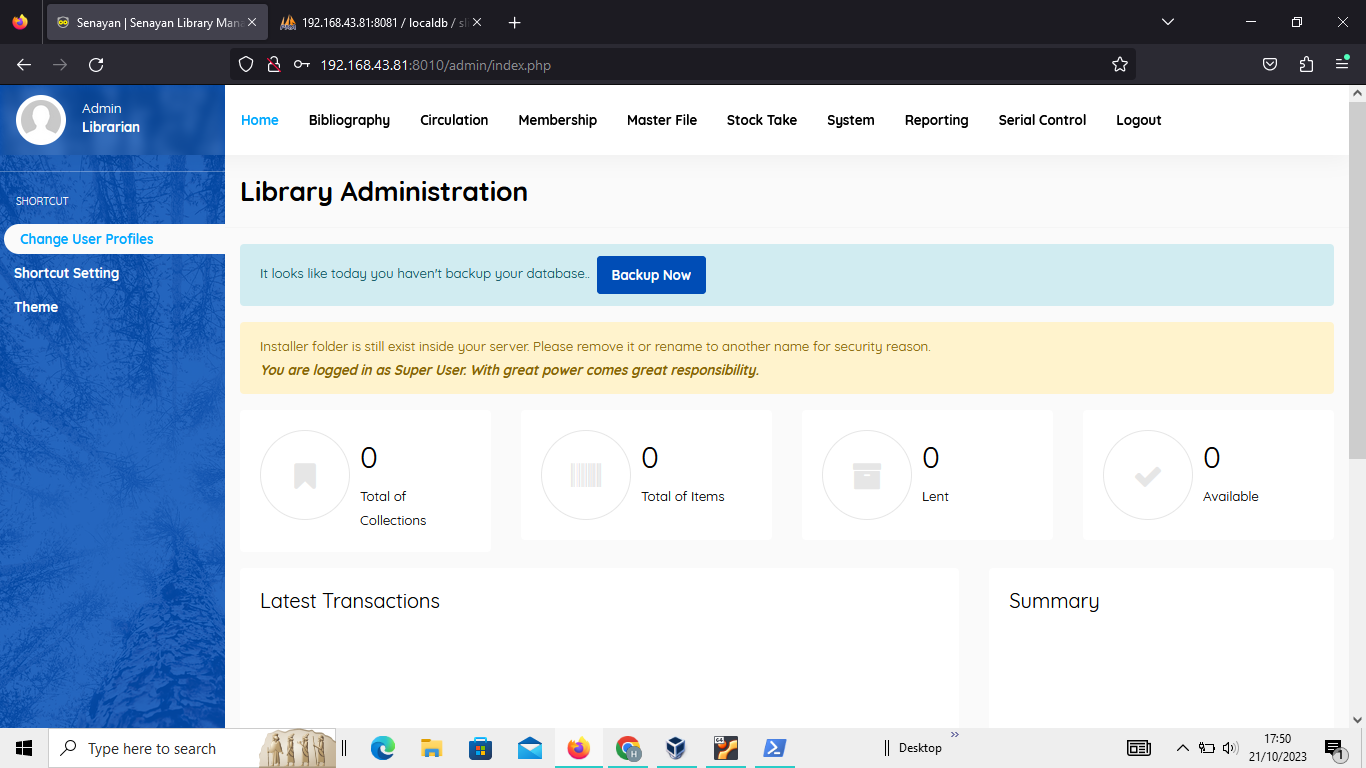 Senayan | Senayan Library Mana
192.168.43.81:8081 / localdb / sl
192.168.43.81:8010/admin/index.php
Admin
Librarian
Home Bibliography Circulation Membership Master File Stock Take System Reporting Serial Control Logout
SHORTCUT
Change User Profiles
Shortcut Setting
Theme
Library Administration
It looks like today you haven't backup your database.. Backup Now
Installer folder is still exist inside your server. Please remove it or rename to another name for security reason.
You are logged in as Super User. With great power comes great responsibility.
0
Total of
Collections
0
Total of Items
0
Lent
0
Available
Latest Transactions
Summary
Type here to search
H
64
Desktop
17:50
21/10/2023
1